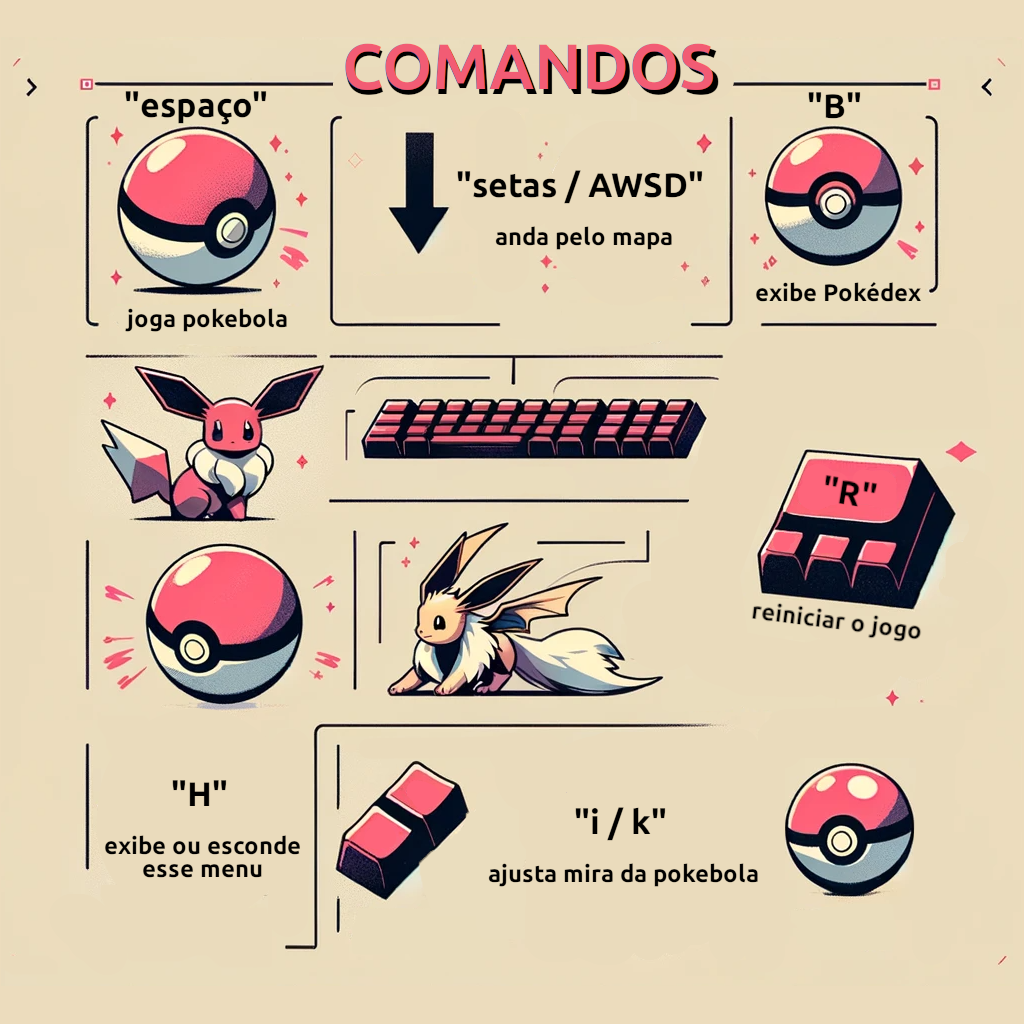 COMANDOS
"espaço"
joga pokebola
"setas / AWSD"
anda pelo mapa
"B"
exibe Pokédex
"R"
reiniciar o jogo
"H"
exibe ou esconde
esse menu
"i / k"
ajusta mira da pokebola